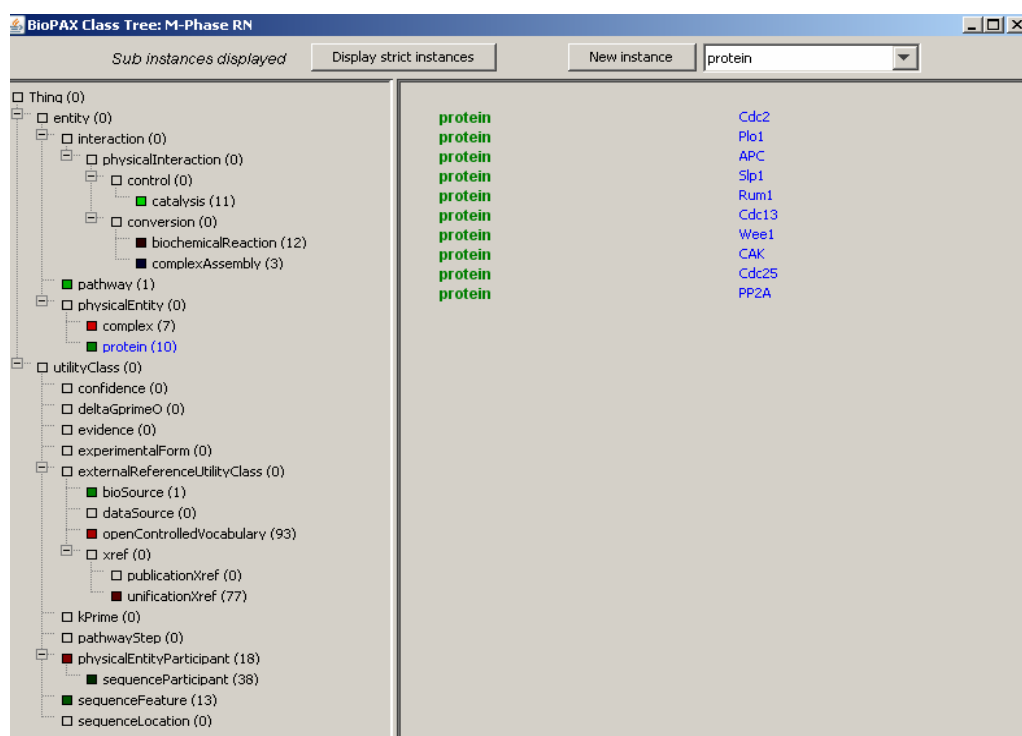 BioPAX Class Tree: M-Phase RN
Sub instances displayed Display strict instances New instance protein
Thing (0)
entity (0)
interaction (0)
physicalInteraction (0)
control (0)
catalysis (11)
conversion (0)
biochemicalReaction (12)
complexAssembly (3)
pathway (1)
physicalEntity (0)
complex (7)
protein (10)
utilityClass (0)
confidence (0)
deltaGprimeO (0)
evidence (0)
experimentalForm (0)
externalReferenceUtilityClass (0)
bioSource (1)
dataSource (0)
openControlledVocabulary (93)
xref (0)
publicationXref (0)
unificationXref (77)
kPrime (0)
pathwayStep (0)
physicalEntityParticipant (18)
sequenceParticipant (38)
sequenceFeature (13)
sequenceLocation (0)
protein Cdc2
protein Plo1
protein APC
protein Slp1
protein Rum1
protein Cdc13
protein Wee1
protein CAK
protein Cdc25
protein PP2A